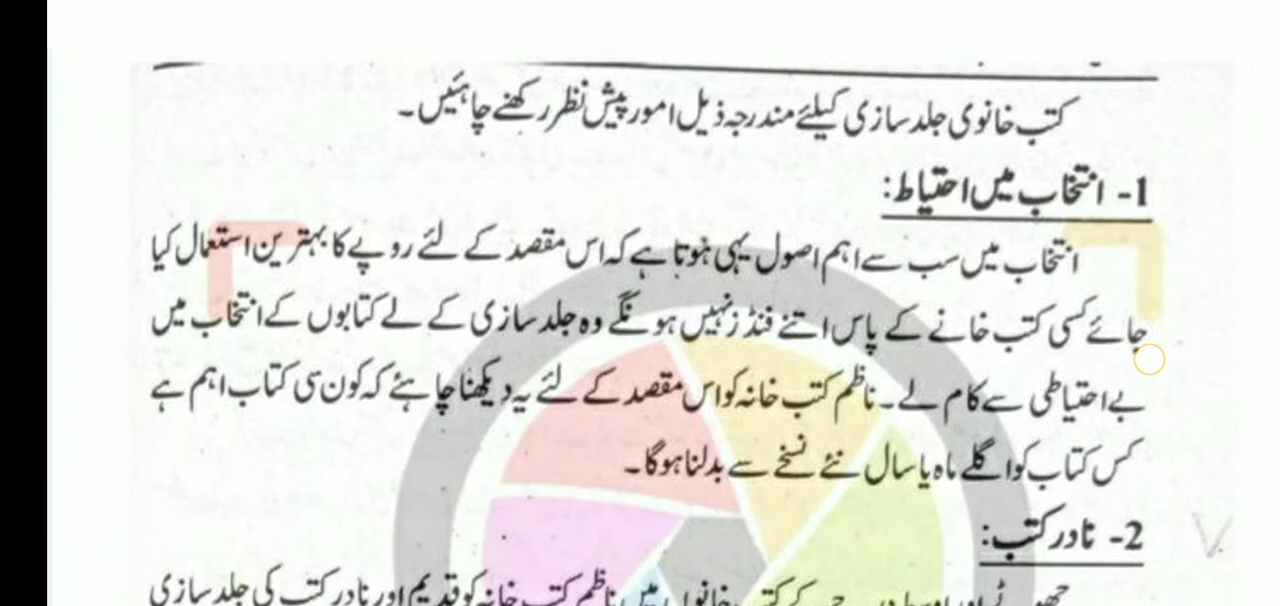 کتب خانوی جلد سازی کیلئے مندرجہ ذیل امور پیش نظر رکھنے چاہئیں۔
1- انتخاب میں احتیاط:
انتخاب میں سب سے اہم اصول یہی ہوتا ہے کہ اس مقصد کے لئے روپے کا بہترین استعمال کیا
جائے کسی کتب خانے کے پاس اتنے فنڈز نہیں ہونگے وہ جلد سازی کے لے کتابوں کے انتخاب میں
بے احتیاطی سے کام لے۔ ناظم کتب خانہ کو اس مقصد کے لئے یہ دیکھنا چاہئے کہ کون سی کتاب اہم ہے
کس کتاب کو اگلے ماہ یا سال نئے نسخے سے بدلنا ہوگا۔
2- نادر کتب:
کتب خانوں میں ناظم کتب خانہ کو قدیم اور نادر کتب کی جلد سازی